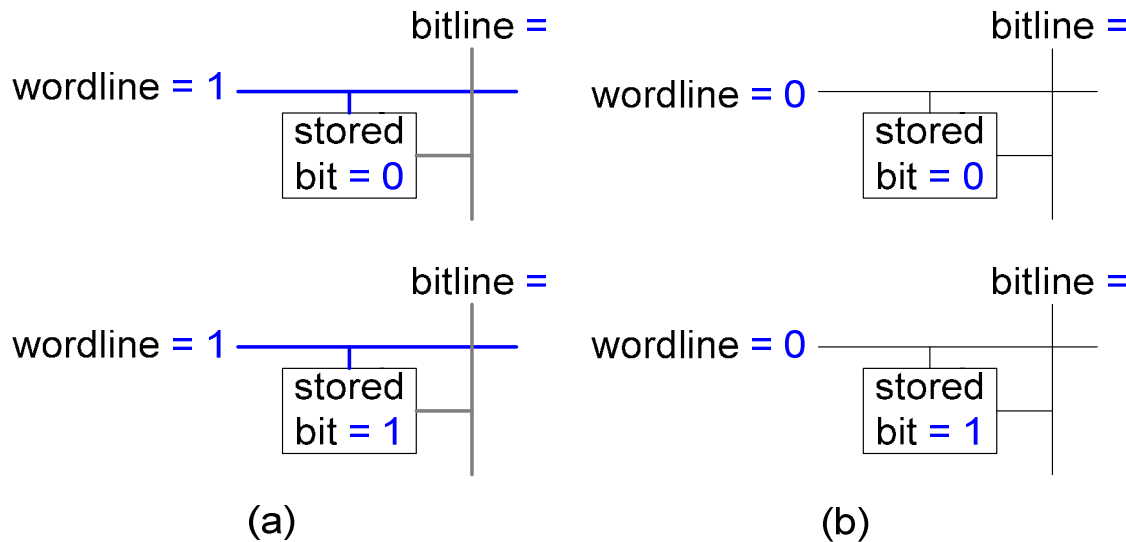 bitline = bitline =
wordline = 1 wordline = 0
stored stored
bit = 0 bit = 0
bitline = bitline =
wordline = 1 wordline = 0
stored stored
bit = 1 bit = 1
(a) (b)